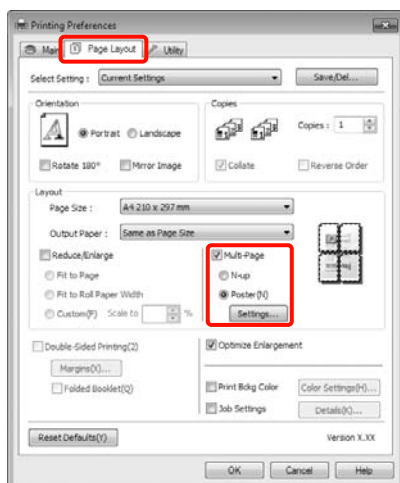 Printing Preferences
Main Page Layout Utility
Select Setting : Current Settings Save/Del...
Orientation Copies
Portrait Landscape Copies : 1
Rotate 180° Mirror Image Collate Reverse Order
Layout
Page Size : A4 210 x 297 mm
Output Paper : Same as Page Size
Reduce/Enlarge Multi-Page
Fit to Page N-up
Fit to Roll Paper Width Poster(N)
Custom(P) Scale to % Settings...
Double-Sided Printing(2) Optimize Enlargement
Margins(X)...
Folded Booklet(Q) Print Bckg Color Color Settings(H)...
Job Settings Details(K)...
Reset Defaults(Y) Version X.XX
OK Cancel Help